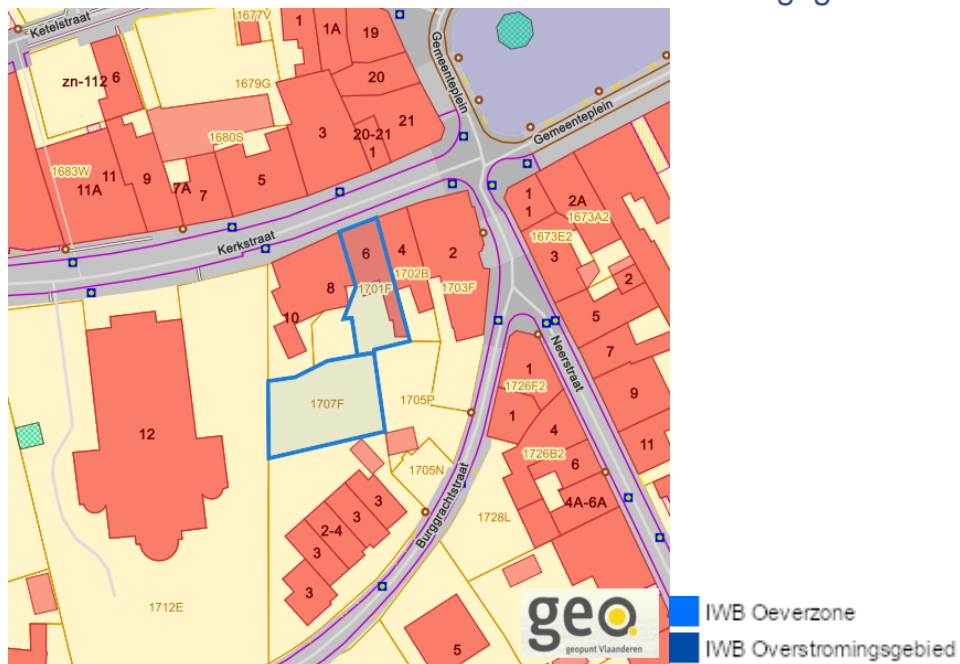 Ketelstraat
1677V
1
1A
19
Gemeenteplein
zn-112
6
1679G
20
21
20-21
1
1680S
3
Gemeenteplein
1683W
11
11A
9
7A
7
5
1
1
2A
1673A2
1673E2
3
2
Kerkstraat
6
4
2
1702B
1701F
1703F
8
10
5
7
Neerstraat
9
11
1
1726F2
1
4
1726B2
6
4A-6A
12
1707F
1705P
1705N
1728L
3
3
2-4
3
3
Burggrachtstraat
1712E
5
geo.
geopunt Vlaanderen
IWB Oeverzone
IWB Overstromingsgebied